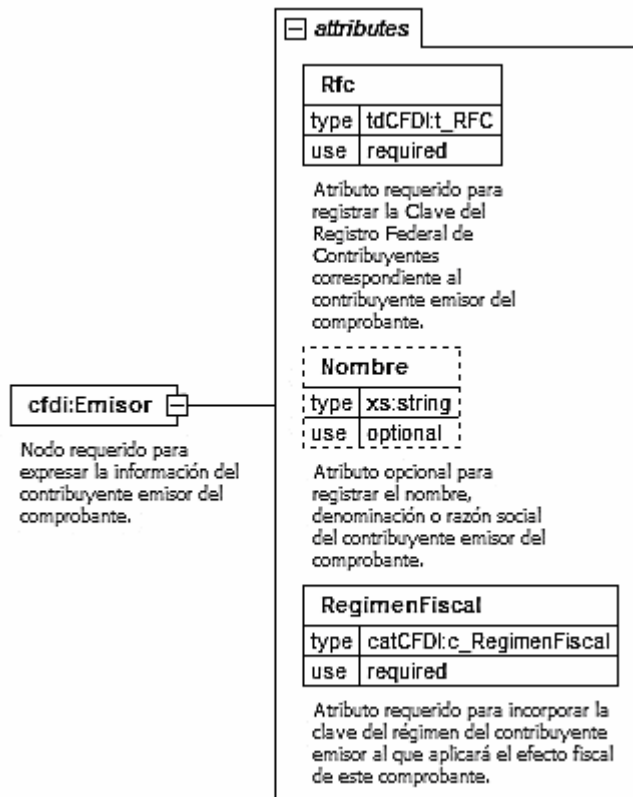 attributes
Rfc
type tdCFDI:t_RFC
use required
Atributo requerido para
registrar la Clave del
Registro Federal de
Contribuyentes
correspondiente al
contribuyente emisor del
comprobante.
Nombre
type xs:string
use optional
Atributo opcional para
registrar el nombre,
denominación o razón social
del contribuyente emisor del
comprobante.
cfdi:Emisor
Nodo requerido para
expresar la información del
contribuyente emisor del
comprobante.
RegimenFiscal
type catCFDI:c_RegimenFiscal
use required
Atributo requerido para incorporar la
clave del régimen del contribuyente
emisor al que aplicará el efecto fiscal
de este comprobante.